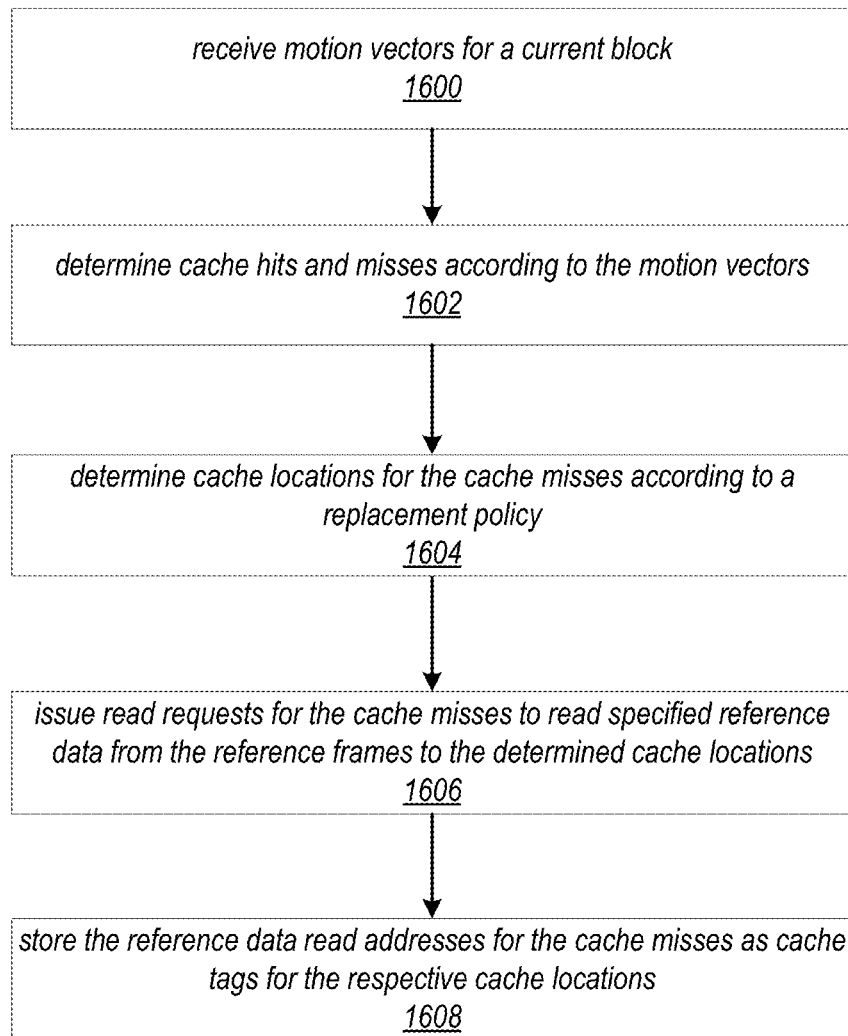 receive motion vectors for a current block
1600
determine cache hits and misses according to the motion vectors
1602
determine cache locations for the cache misses according to a
replacement policy
1604
issue read requests for the cache misses to read specified reference
data from the reference frames to the determined cache locations
1606
store the reference data read addresses for the cache misses as cache
tags for the respective cache locations
1608